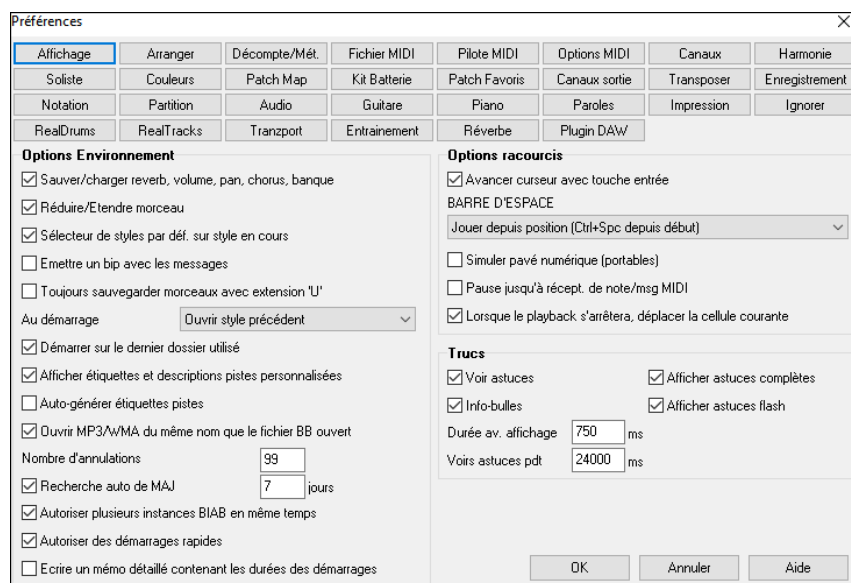 Préférences
Affichage Arranger Décompte/Mét. Fichier MIDI Pilote MIDI Options MIDI Canaux Harmonie
Soliste Couleurs Patch Map Kit Batterie Patch Favoris Canaux sortie Transposer Enregistrement
Notation Partition Audio Guitare Piano Paroles Impression Ignorer
RealDrums RealTracks Tranzport Entrainement Réverbe Plugin DAW
Options Environnement
Sauver/charger reverb, volume, pan, chorus, banque
Réduire/Etendre morceau
Sélecteur de styles par déf. sur style en cours
Emettre un bip avec les messages
Toujours sauvegarder morceaux avec extension 'U'
Au démarrage Ouvrir style précédent
Démarrer sur le dernier dossier utilisé
Afficher étiquettes et descriptions pistes personnalisées
Auto-générer étiquettes pistes
Ouvrir MP3/WMA du même nom que le fichier BB ouvert
Nombre d'annulations 99
Recherche auto de MAJ 7 jours
Autoriser plusieurs instances BIAB en même temps
Autoriser des démarrages rapides
Ecrire un mémo détaillé contenant les durées des démarrages
Options racourcis
Avancer curseur avec touche entrée
BARRE D'ESPACE
Jouer depuis position (Ctrl+Spc depuis début)
Simuler pavé numérique (portables)
Pause jusqu'à récept. de note/msg MIDI
Lorsque le playback s'arrêtera, déplacer la cellule courante
Trucs
Voir astuces Afficher astuces complètes
Info-bulles Afficher astuces flash
Durée av. affichage 750 ms
Voirs astuces pdt 24000 ms
OK Annuler Aide